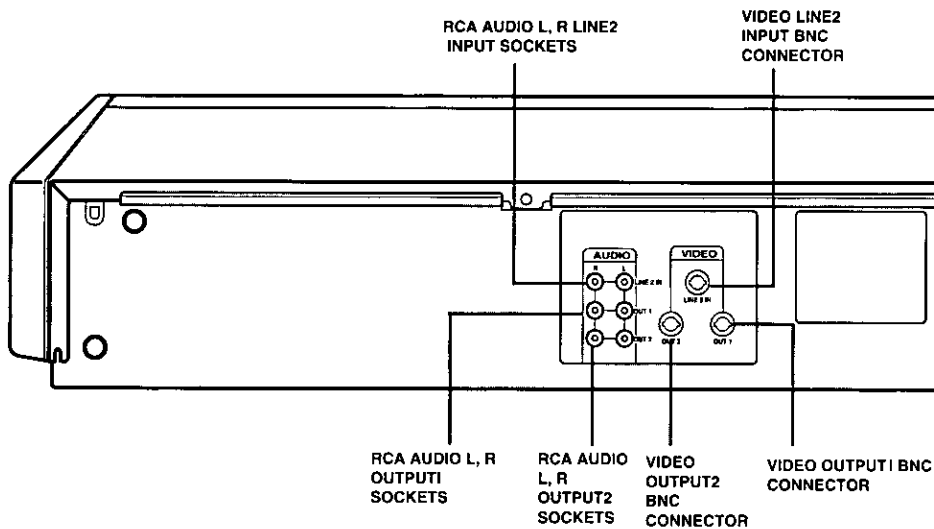 RCA AUDIO L, R LINE2
INPUT SOCKETS
VIDEO LINE2
INPUT BNC
CONNECTOR
AUDIO
R L
LINE 2 IN
OUT 1
OUT 2
VIDEO
LINE 2 IN
OUT 2
OUT 1
RCA AUDIO L, R
OUTPUT1
SOCKETS
RCA AUDIO
L, R
OUTPUT2
SOCKETS
VIDEO
OUTPUT2
BNC
CONNECTOR
VIDEO OUTPUT1 BNC
CONNECTOR